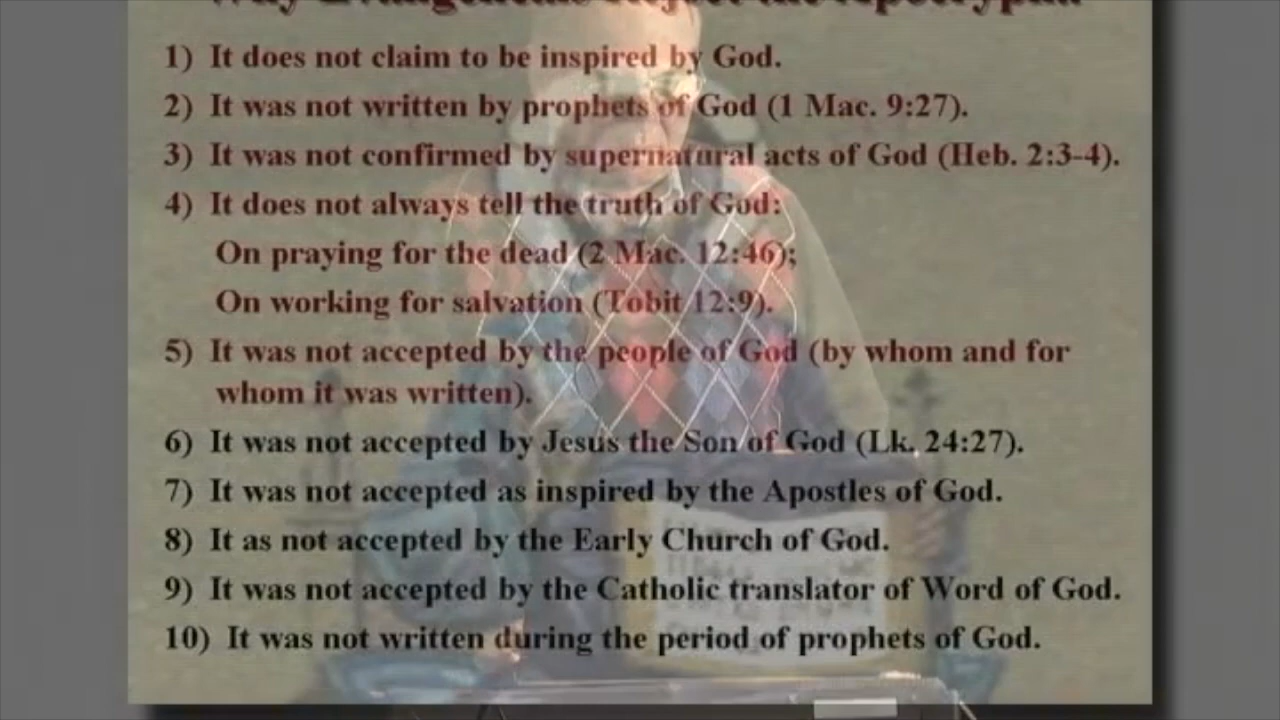 Why Evangelicals Reject the Apocrypha
1) It does not claim to be inspired by God.
2) It was not written by prophets of God (1 Mac. 9:27).
3) It was not confirmed by supernatural acts of God (Heb. 2:3-4).
4) It does not always tell the truth of God:
On praying for the dead (2 Mac. 12:46);
On working for salvation (Tobit 12:9).
5) It was not accepted by the people of God (by whom and for
whom it was written).
6) It was not accepted by Jesus the Son of God (Lk. 24:27).
7) It was not accepted as inspired by the Apostles of God.
8) It as not accepted by the Early Church of God.
9) It was not accepted by the Catholic translator of Word of God.
10) It was not written during the period of prophets of God.